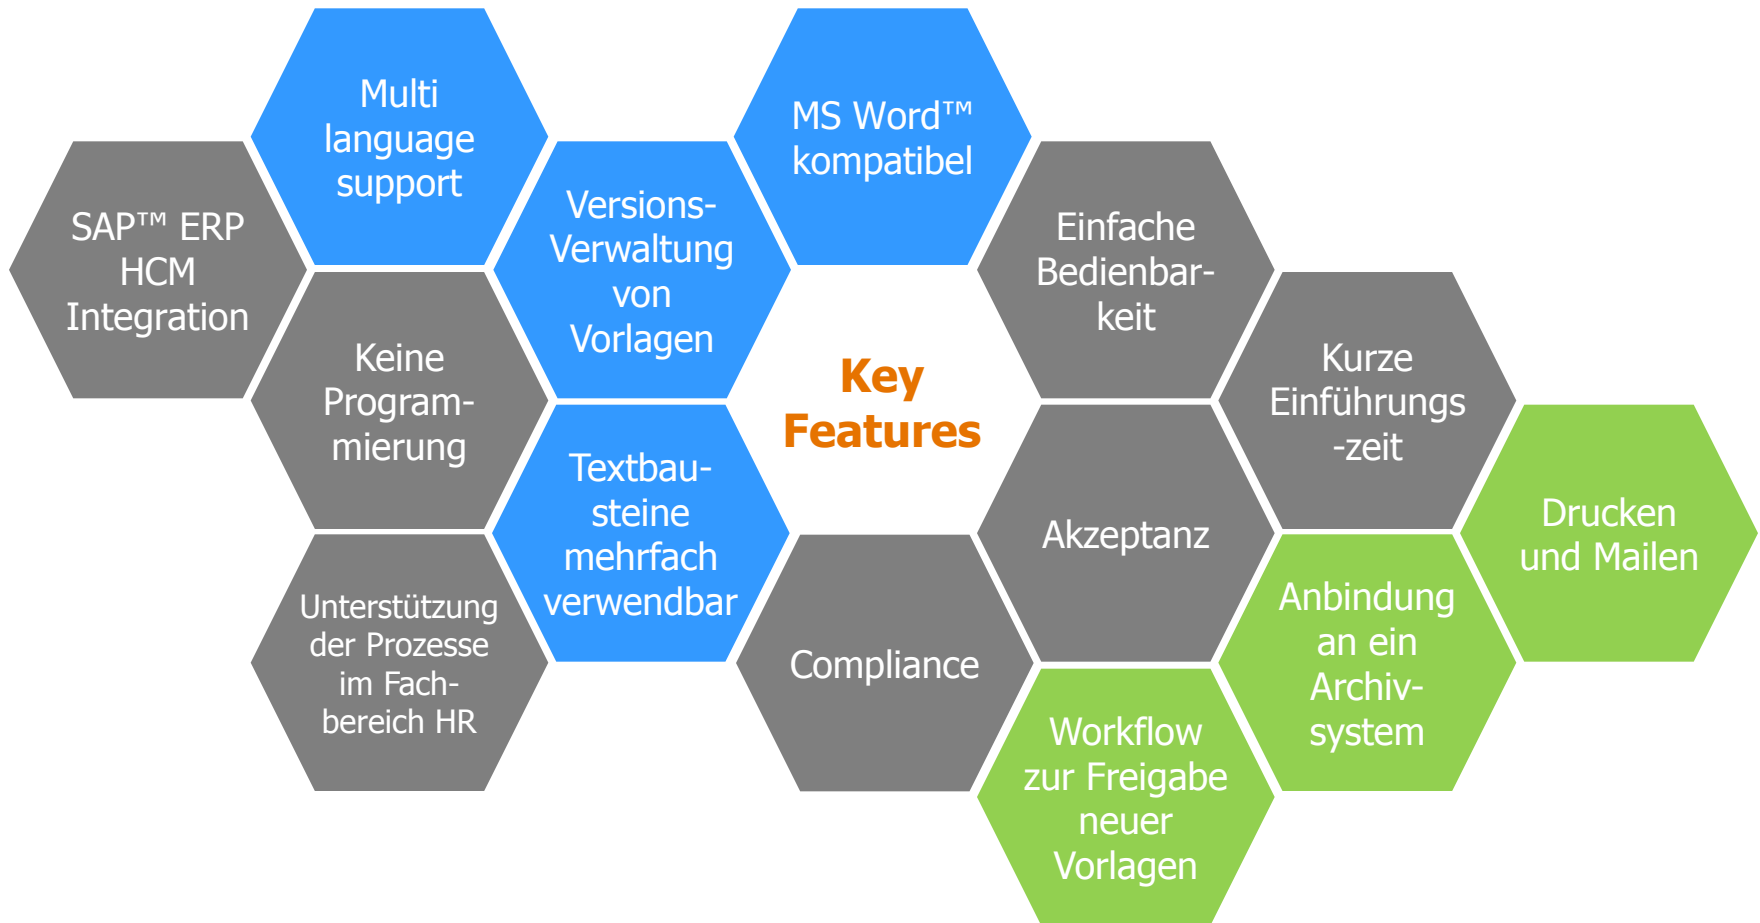 Multi
language
support
MS Word™
kompatibel
SAP™ ERP
HCM
Integration
Versions-
Verwaltung
von
Vorlagen
Einfache
Bedienbar-
keit
Keine
Program-
mierung
Key
Features
Kurze
Einführungs
-zeit
Textbau-
steine
mehrfach
verwendbar
Akzeptanz
Drucken
und Mailen
Unterstützung
der Prozesse
im Fach-
bereich HR
Compliance
Anbindung
an ein
Archiv-
system
Workflow
zur Freigabe
neuer
Vorlagen